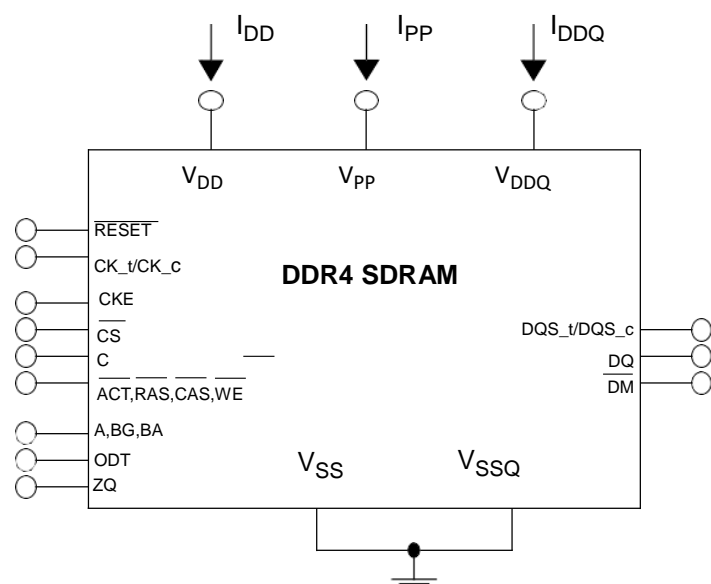 IDD IPP IDDQ
VDD VPP VDDQ
RESET
CK_t/CK_c
DDR4 SDRAM
CKE
CS
DQS_t/DQS_c
C
DQ
ACT,RAS,CAS,WE
DM
A,BG,BA
ODT
VSS VSSQ
ZQ